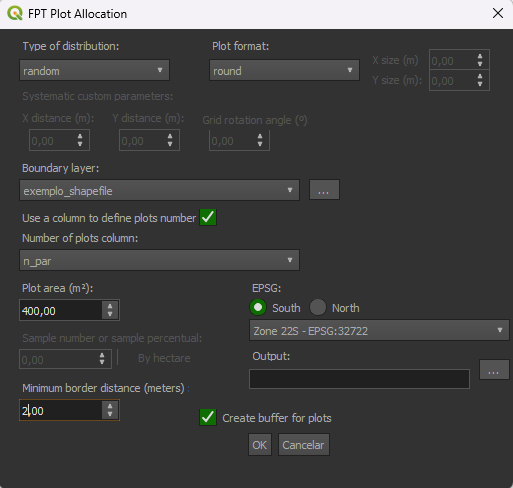 FPT Plot Allocation
Type of distribution:
Plot format:
random
round
X size (m)
0,00
Y size (m):
0,00
Systematic custom parameters:
X distance (m):
Y distance (m):
Grid rotation angle (º)
0,00
0,00
0,00
Boundary layer:
exemplo_shapefile
...
Use a column to define plots number
Number of plots column:
n_par
Plot area (m²):
EPSG:
400,00
South
North
Sample number or sample percentual:
Zone 22S - EPSG:32722
0,00
By hectare
Output:
...
Minimum border distance (meters) :
2,00
Create buffer for plots
OK
Cancelar